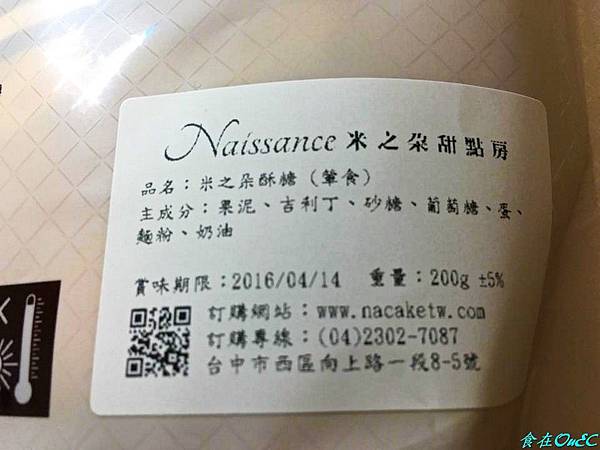 Naissance 米之朵甜點房
品名：米之朵酥糖（葷食）
主成分：果泥、吉利丁、砂糖、葡萄糖、蛋、
麵粉、奶油
賞味期限：2016/04/14 重量：200g ±5%
訂購網站：www.nacaketw.com
訂購專線：(04)2302-7087
台中市西區向上路一段8-5號
食在OnEC